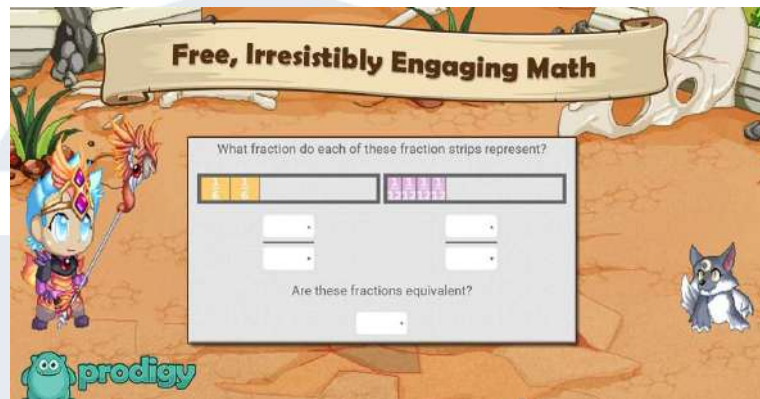 Free, Irresistibly Engaging Math
What fraction do each of these fraction strips represent?
Are these fractions equivalent?
prodigy